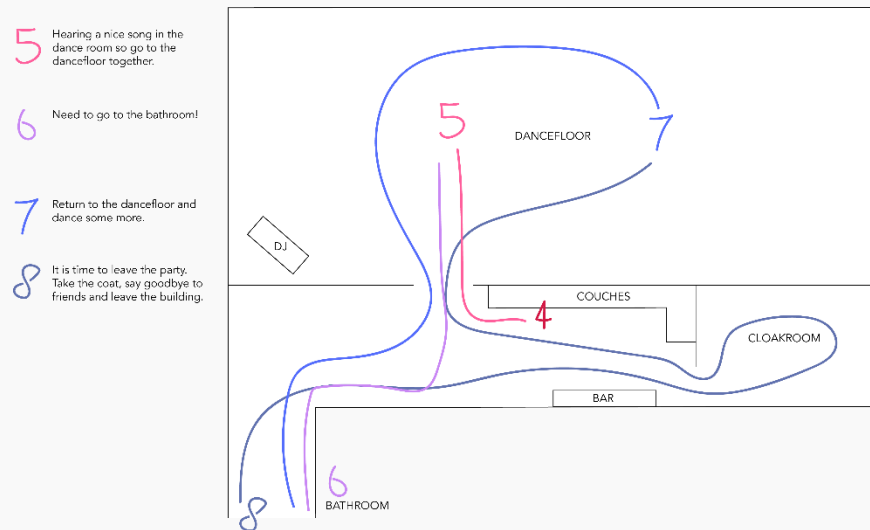 5 Hearing a nice song in the
dance room so go to the
dancefloor together.
6 Need to go to the bathroom!
7 Return to the dancefloor and
dance some more.
8 It is time to leave the party.
Take the coat, say goodbye to
friends and leave the building.
5
DANCEFLOOR
7
DJ
COUCHES
4
CLOAKROOM
BAR
6
BATHROOM
8